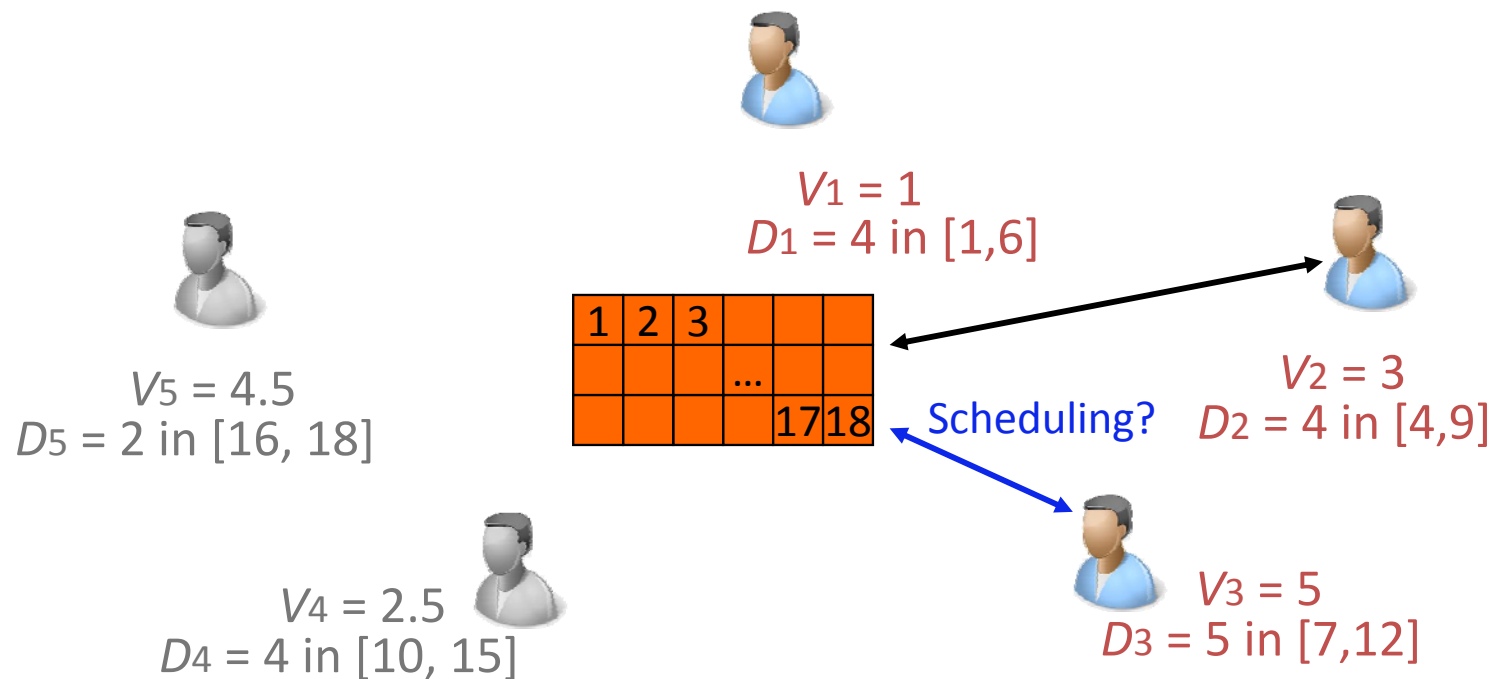 V1 = 1
D1 = 4 in [1,6]
1 2 3
...
17 18
Scheduling?
V2 = 3
D2 = 4 in [4,9]
V5 = 4.5
D5 = 2 in [16, 18]
V3 = 5
D3 = 5 in [7,12]
V4 = 2.5
D4 = 4 in [10, 15]